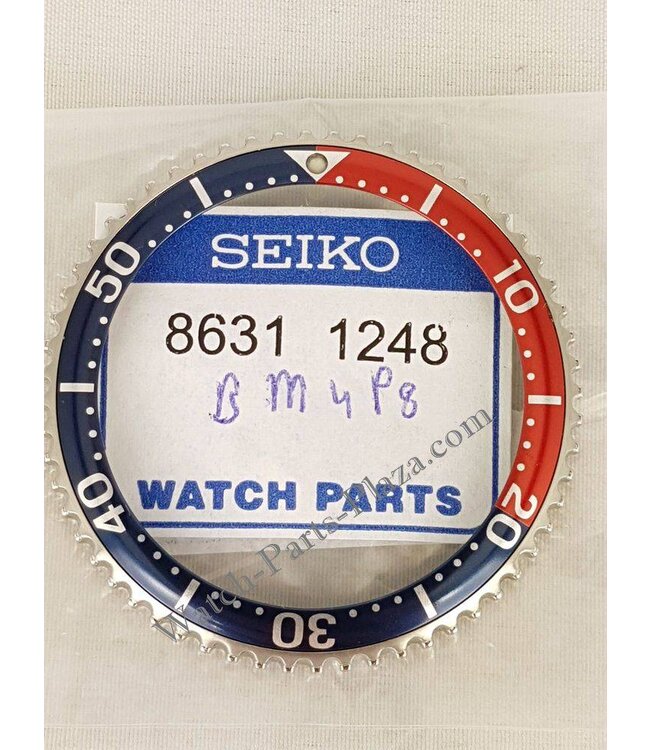 SEIKO
8631 1248
B M 4 P 8
WATCH PARTS
10
20
30
40
50
Watch-Parts-Plaza.com